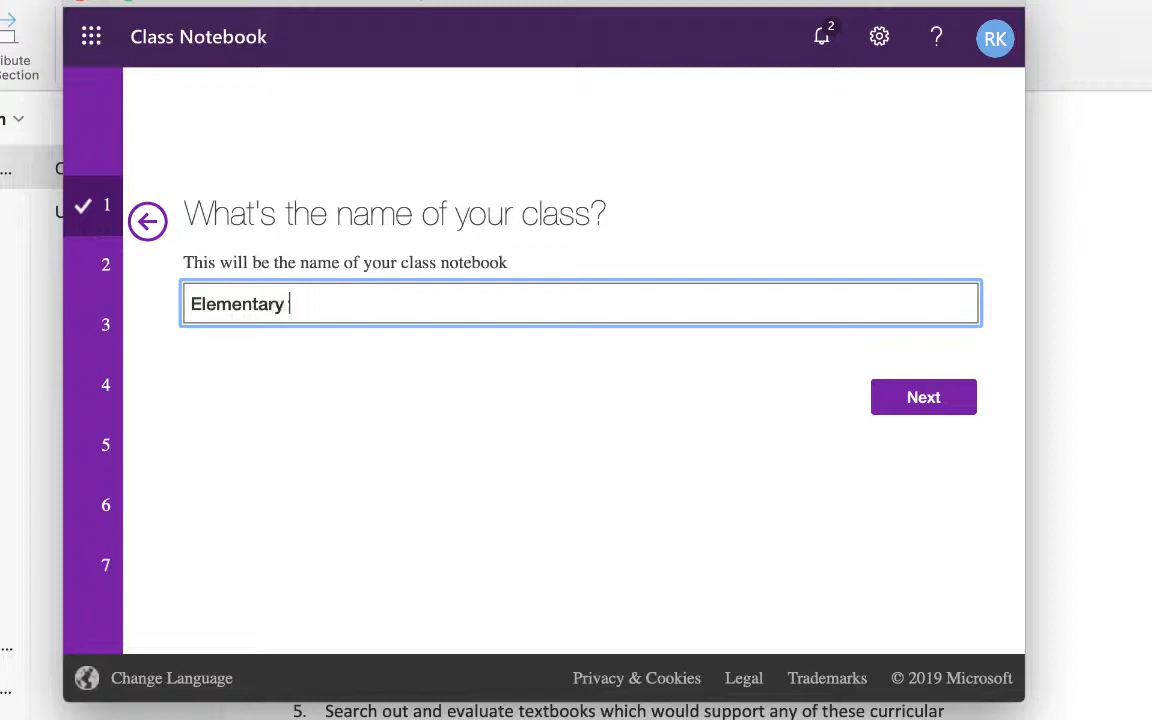 Class Notebook
2
?
RK
ibute
Section
1
What's the name of your class?
This will be the name of your class notebook
2
Elementary
3
4
Next
5
6
7
Change Language
Privacy & Cookies
Legal
Trademarks
© 2019 Microsoft
5. Search out and evaluate textbooks which would support any of these curricular